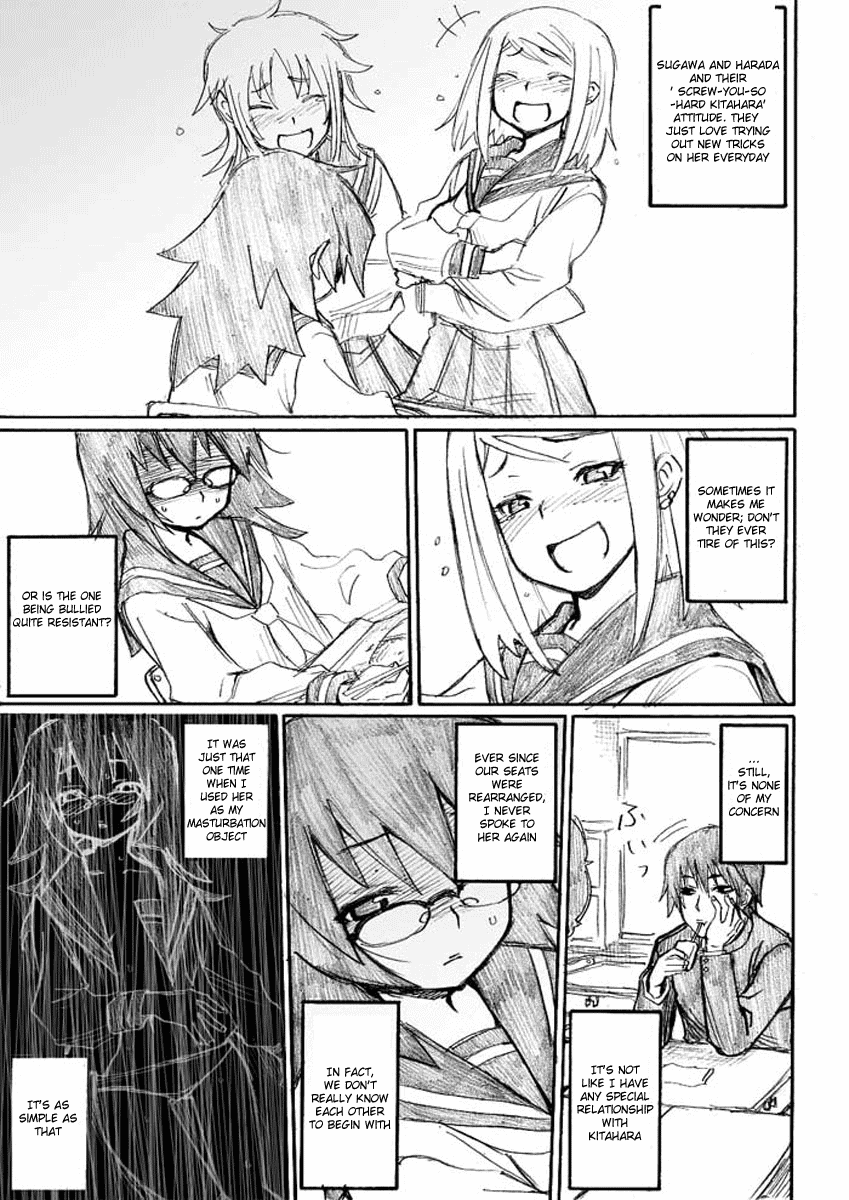 SUGAWA AND HARADA
AND THEIR
' SCREW-YOU-SO
-HARD KITAHARA'
ATTITUDE. THEY
JUST LOVE TRYING
OUT NEW TRICKS
ON HER EVERYDAY
SOMETIMES IT
MAKES ME
WONDER; DON'T
THEY EVER
TIRE OF THIS?
OR IS THE ONE
BEING BULLIED
QUITE RESISTANT?
...
STILL,
IT'S NONE
OF MY
CONCERN
ふぅっ
IT'S NOT
LIKE I HAVE
ANY SPECIAL
RELATIONSHIP
WITH
KITAHARA
EVER SINCE
OUR SEATS
WERE
REARRANGED,
I NEVER
SPOKE TO
HER AGAIN
IN FACT,
WE DON'T
REALLY KNOW
EACH OTHER
TO BEGIN WITH
IT WAS
JUST THAT
ONE TIME
WHEN I
USED HER
AS MY
MASTURBATION
OBJECT
IT'S AS
SIMPLE AS
THAT